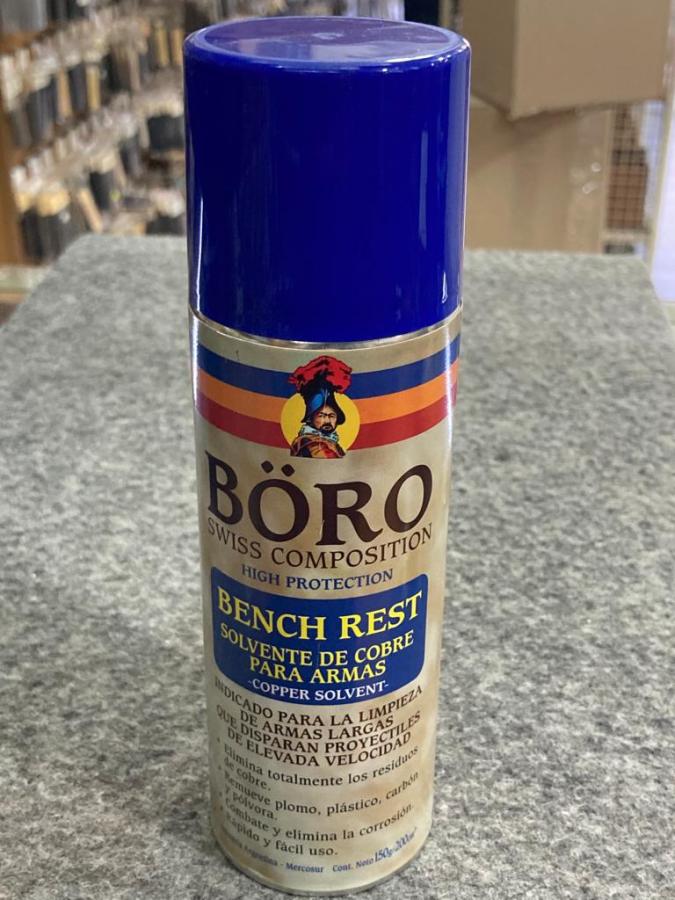 BÖRO
SWISS COMPOSITION
HIGH PROTECTION
BENCH REST
SOLVENTE DE COBRE
PARA ARMAS
-COPPER SOLVENT-
INDICADO PARA LA LIMPIEZA
DE ARMAS LARGAS
QUE DISPARAN PROYECTILES
DE ELEVADA VELOCIDAD
• Elimina totalmente los residuos
de cobre.
• Remueve plomo, plástico, carbón
y pólvora.
• Combate y elimina la corrosión.
• Rápido y fácil uso.
Argentina - Mercosur Cont. Neto 150g/200cm³